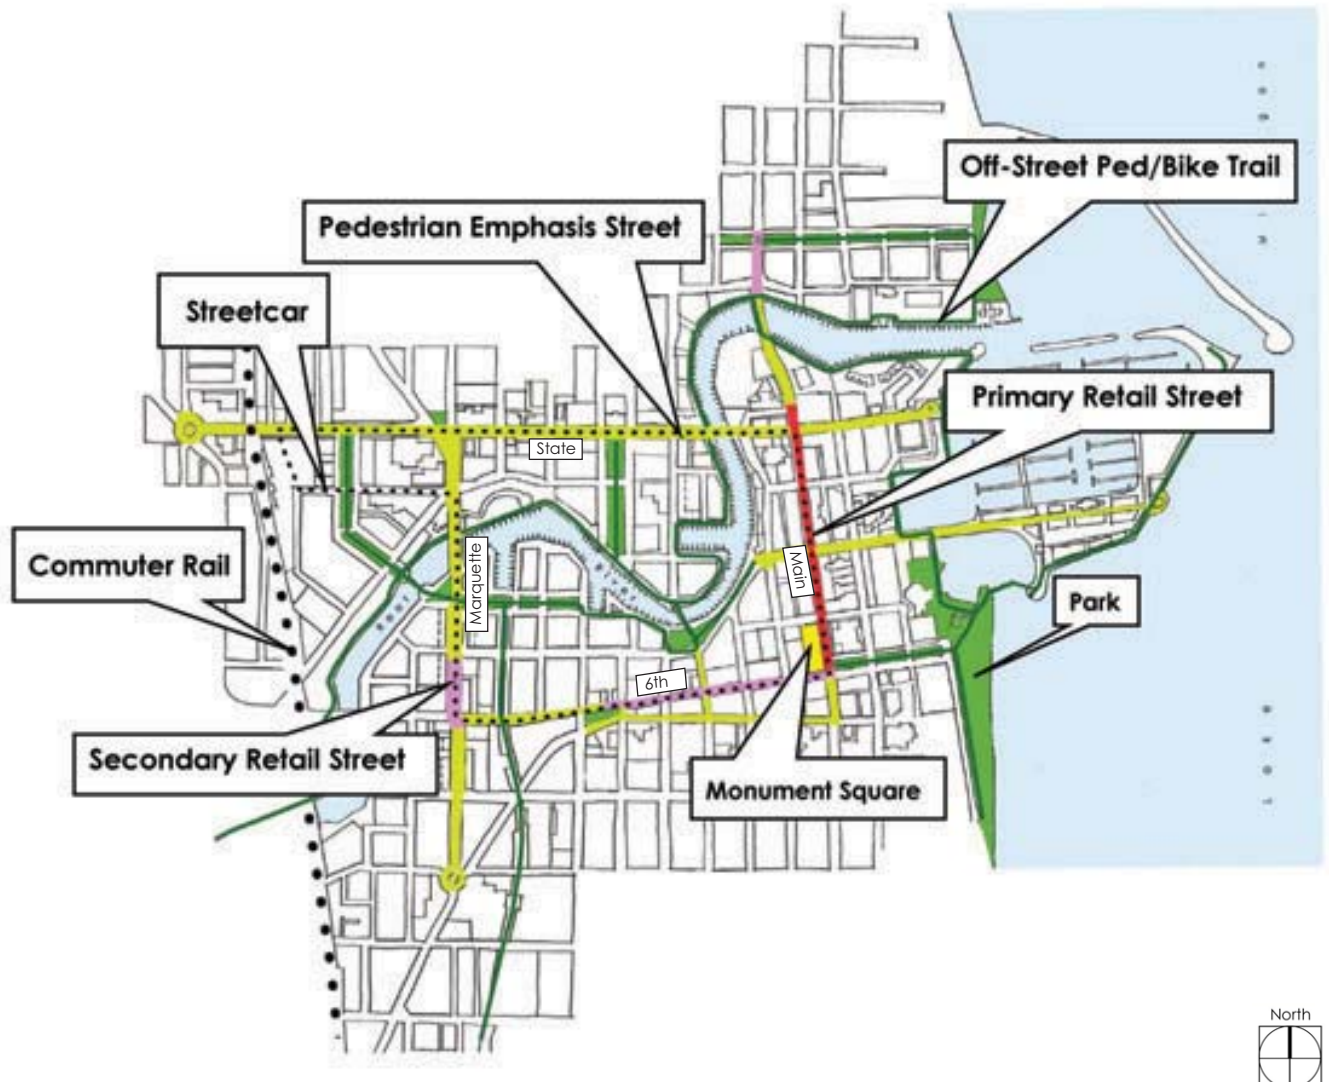 Off-Street Ped/Bike Trail
Pedestrian Emphasis Street
Streetcar
Primary Retail Street
State
Commuter Rail
Marquette
Main
Park
6th
Secondary Retail Street
Monument Square
North